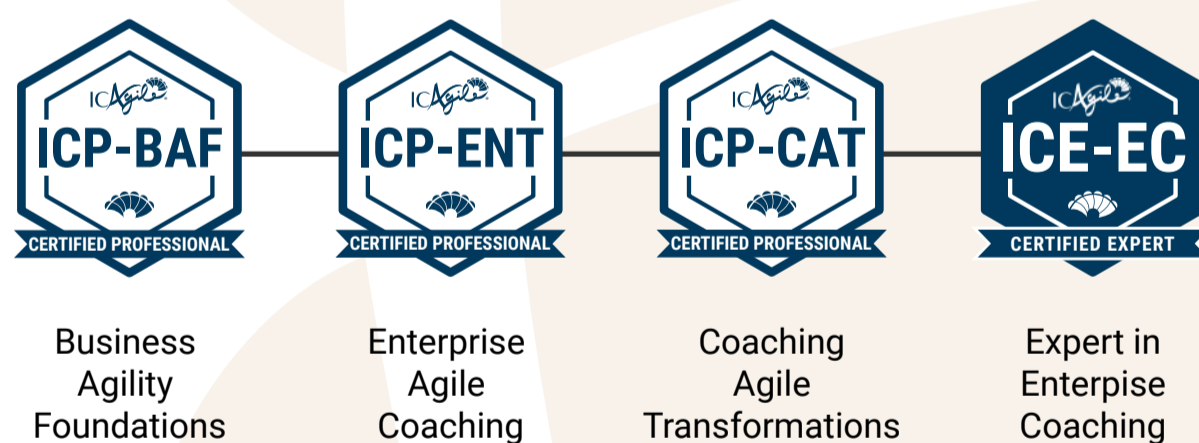 ICAgile
ICP-BAF
CERTIFIED PROFESSIONAL
Business
Agility
Foundations
ICAgile
ICP-ENT
CERTIFIED PROFESSIONAL
Enterprise
Agile
Coaching
ICAgile
ICP-CAT
CERTIFIED PROFESSIONAL
Coaching
Agile
Transformations
ICAgile
ICE-EC
CERTIFIED EXPERT
Expert in
Enterpise
Coaching